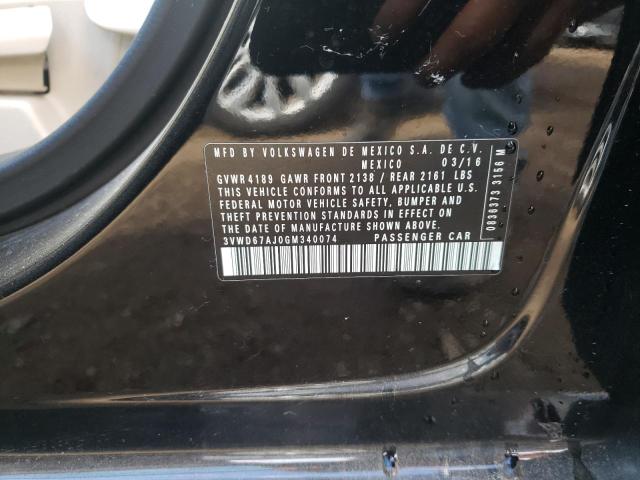 MFD BY VOLKSWAGEN DE MEXICO S.A. DE C.V.
MEXICO 03/16
GVWR 4189 GAWR FRONT 2138 / REAR 2161 LBS
THIS VEHICLE CONFORMS TO ALL APPLICABLE U.S.
FEDERAL MOTOR VEHICLE SAFETY, BUMPER AND
THEFT PREVENTION STANDARDS IN EFFECT ON
THE DATE OF MANUFACTURE SHOWN ABOVE.
3VWD67AJ0GM340074 PASSENGER CAR
0836373 3156 M